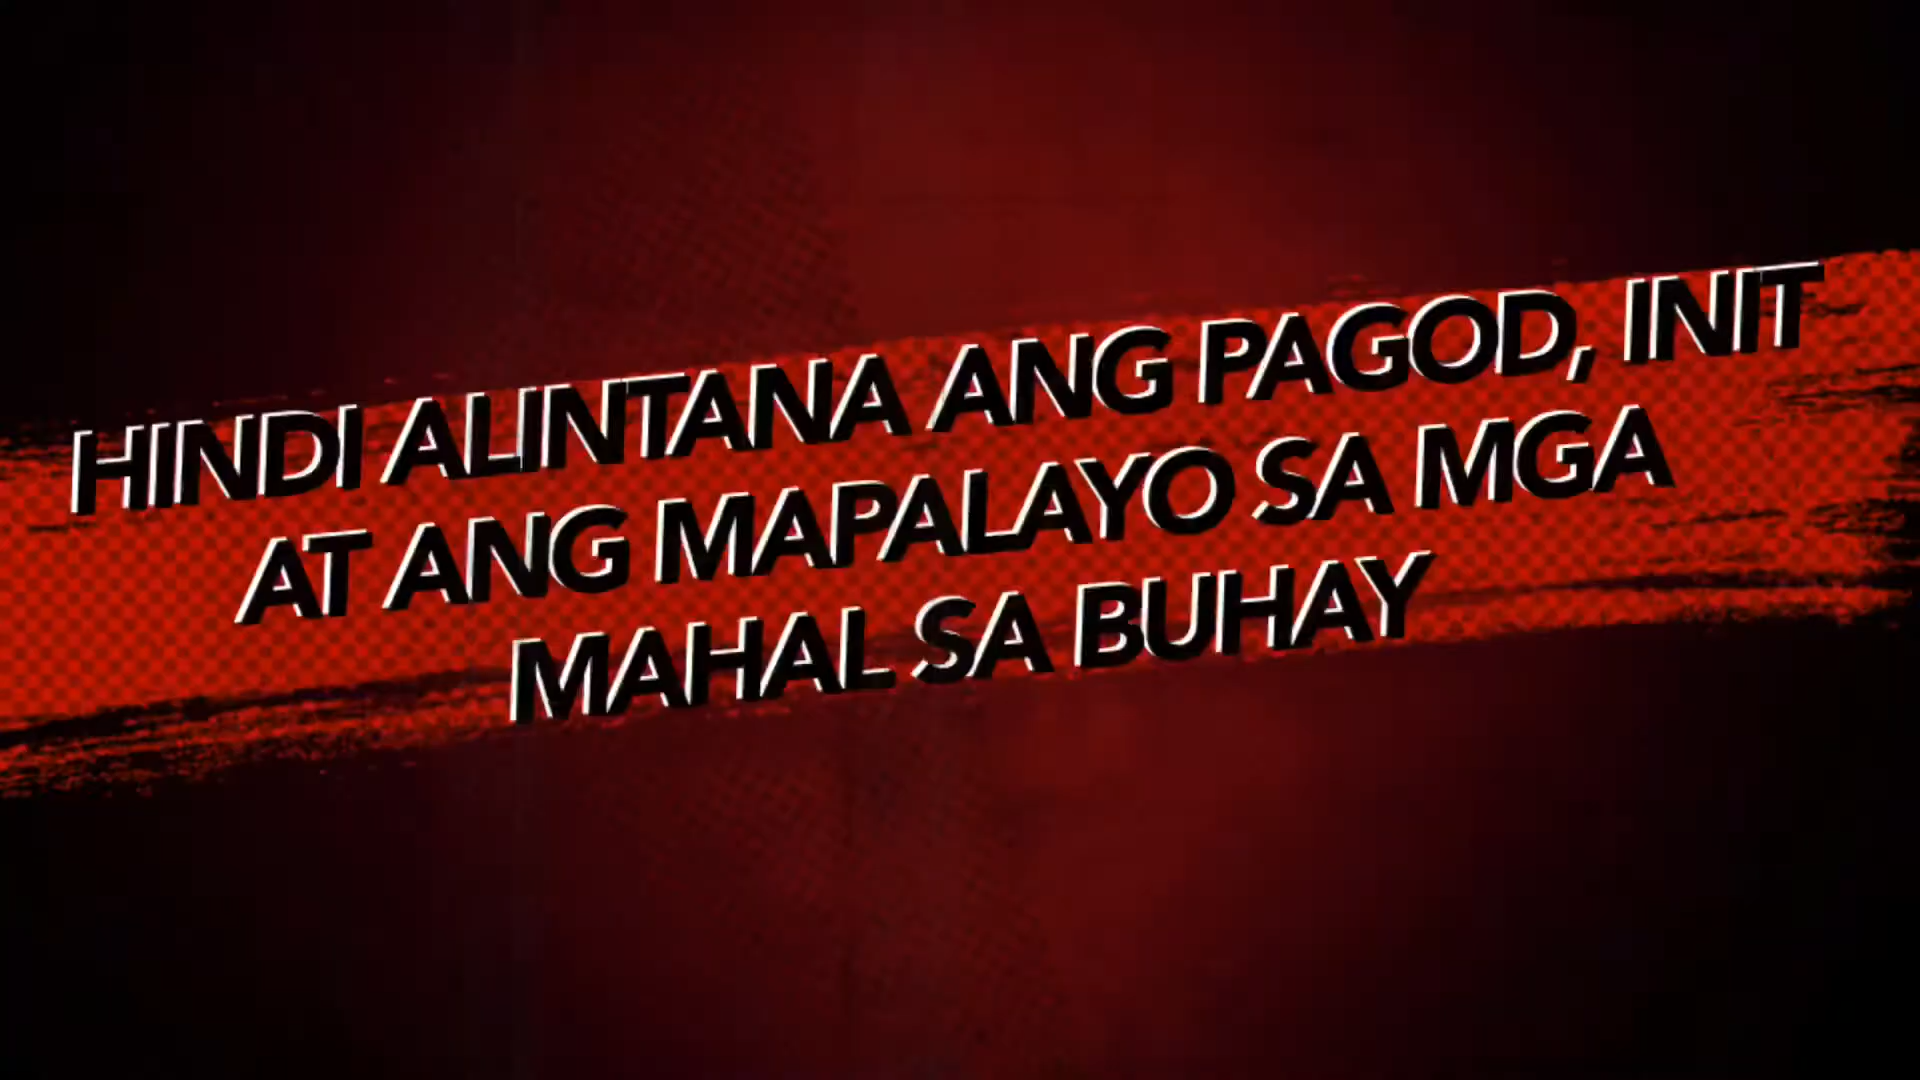 HINDI ALINTANA ANG PAGOD, INIT
AT ANG MAPALAYO SA MGA
MAHAL SA BUHAY